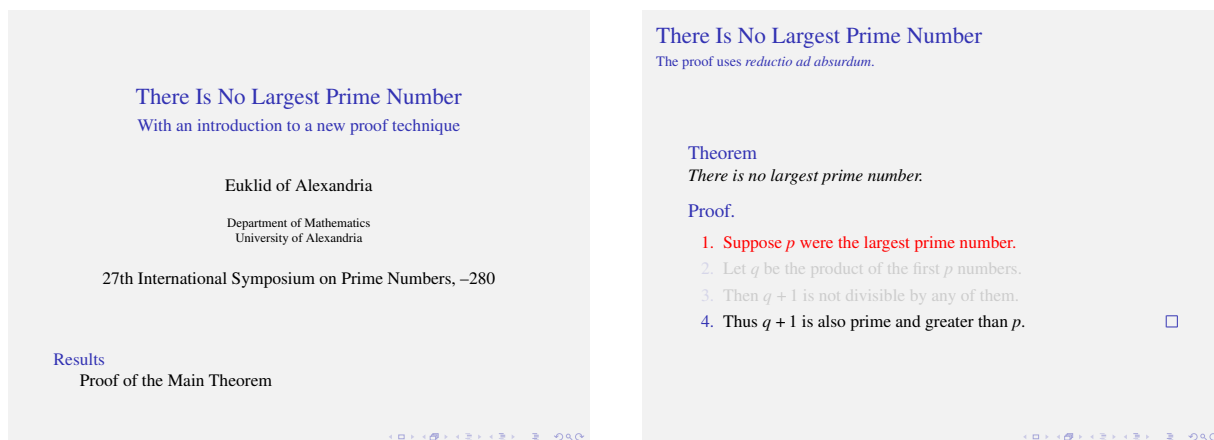 There Is No Largest Prime Number
With an introduction to a new proof technique
Euklid of Alexandria
Department of Mathematics
University of Alexandria
27th International Symposium on Prime Numbers, –280
Results
Proof of the Main Theorem
There Is No Largest Prime Number
The proof uses reductio ad absurdum.
Theorem
There is no largest prime number.
Proof.
1. Suppose p were the largest prime number.
2. Let q be the product of the first p numbers.
3. Then q + 1 is not divisible by any of them.
4. Thus q + 1 is also prime and greater than p.